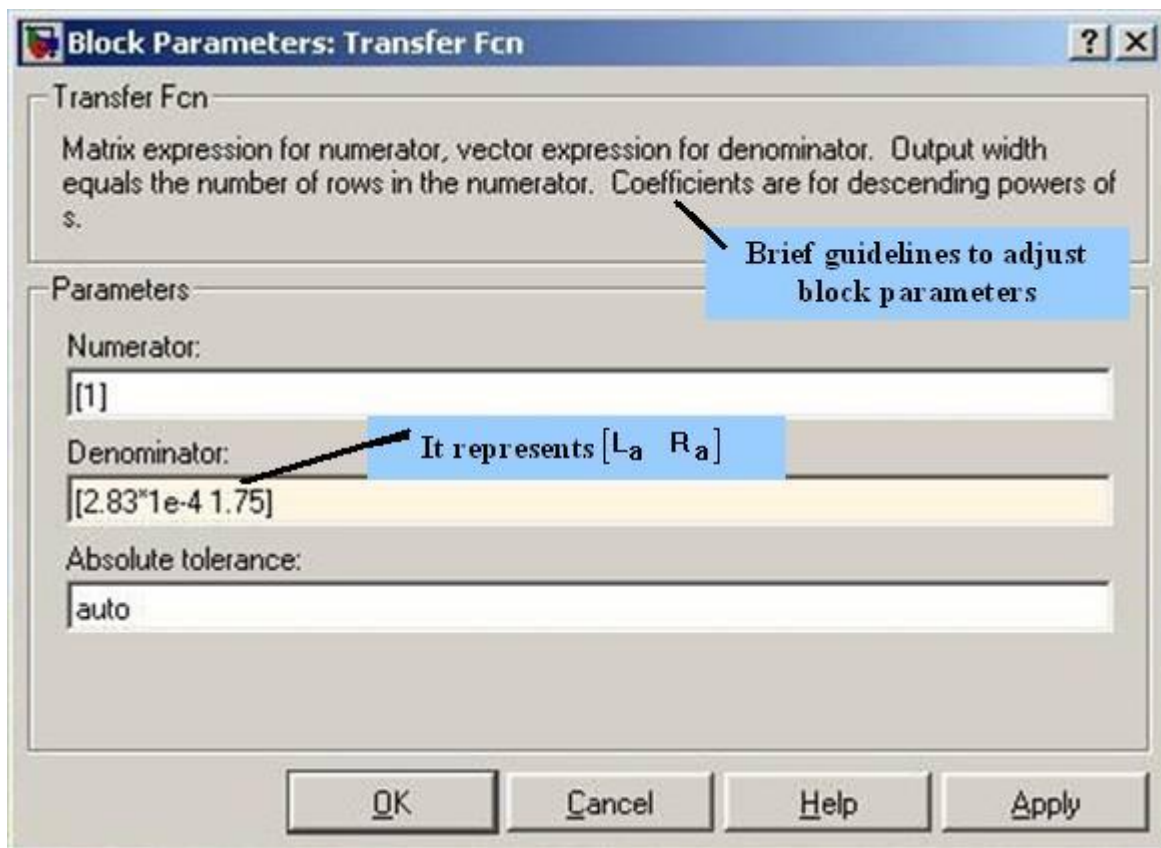 Block Parameters: Transfer Fcn
? X
Transfer Fcn
Matrix expression for numerator, vector expression for denominator. Output width
equals the number of rows in the numerator. Coefficients are for descending powers of
s.
Brief guidelines to adjust
block parameters
Parameters
Numerator:
[1]
It represents [La Ra]
Denominator:
[2.83*1e-4 1.75]
Absolute tolerance:
auto
OK Cancel Help Apply